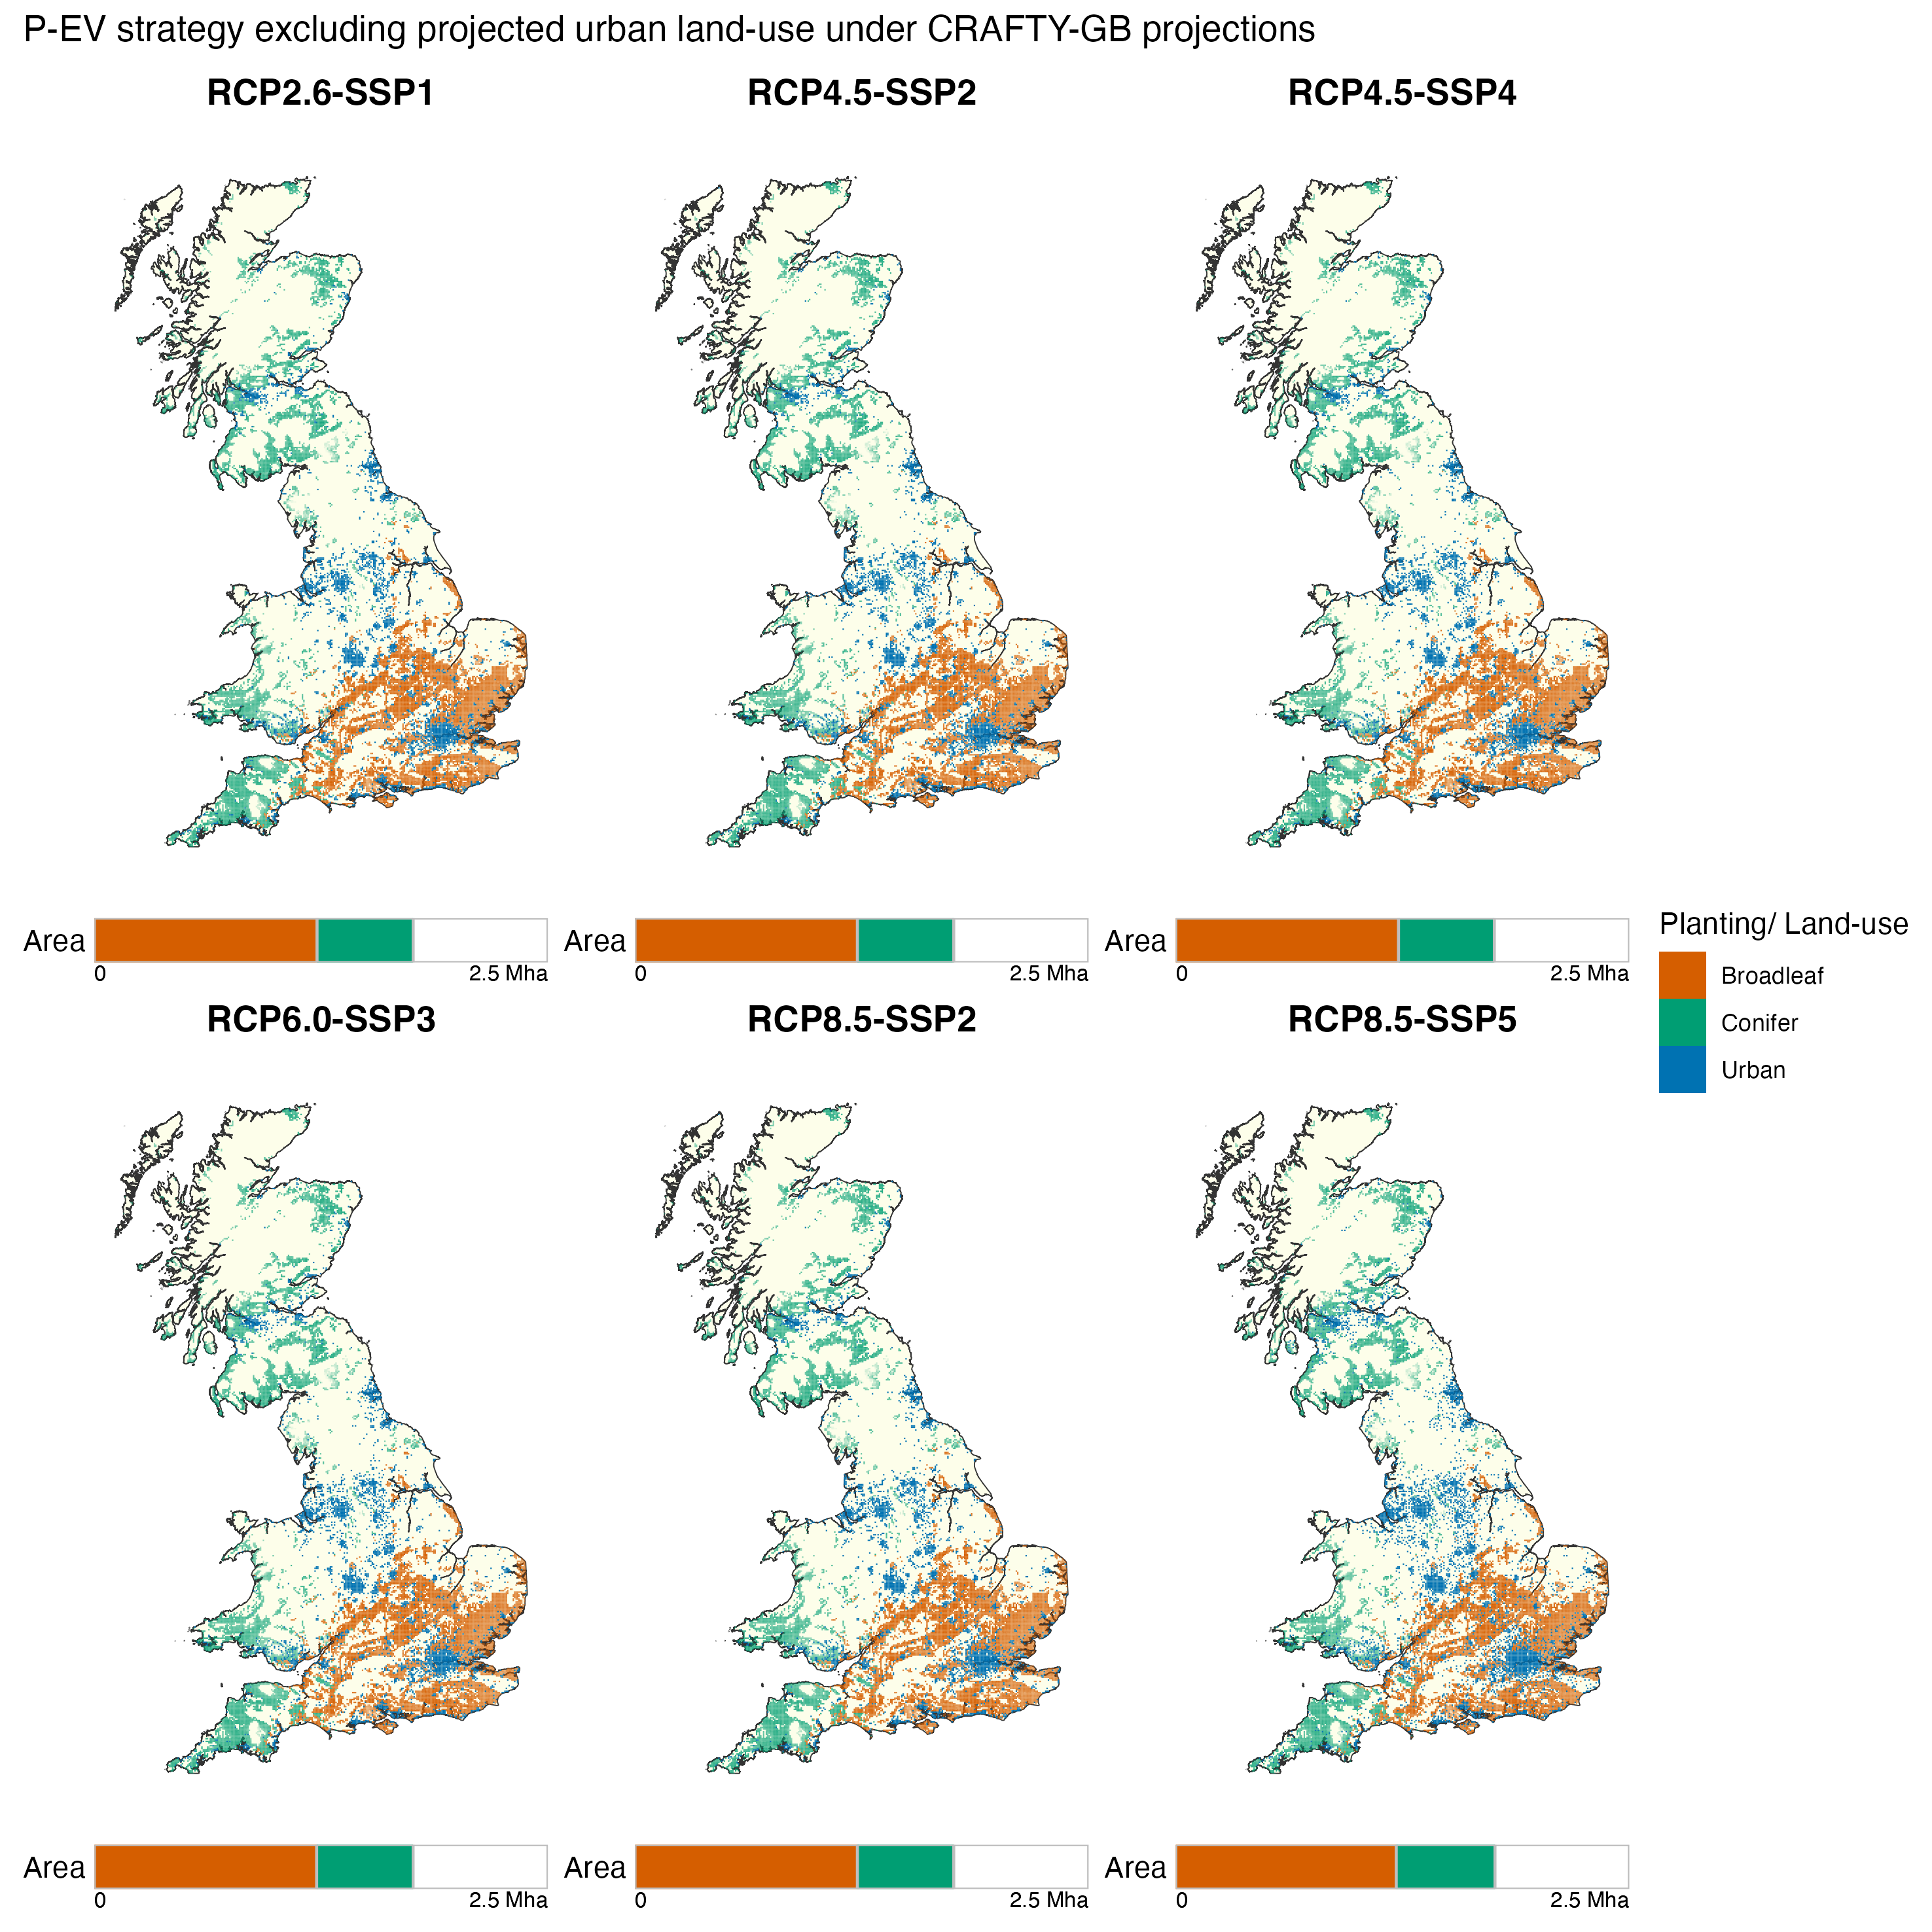 P-EV strategy excluding projected urban land-use under CRAFTY-GB projections
RCP2.6-SSP1
RCP4.5-SSP2
RCP4.5-SSP4
Area
0
2.5 Mha
Area
0
2.5 Mha
Area
0
2.5 Mha
Planting/ Land-use
Broadleaf
Conifer
Urban
RCP6.0-SSP3
RCP8.5-SSP2
RCP8.5-SSP5
Area
0
2.5 Mha
Area
0
2.5 Mha
Area
0
2.5 Mha